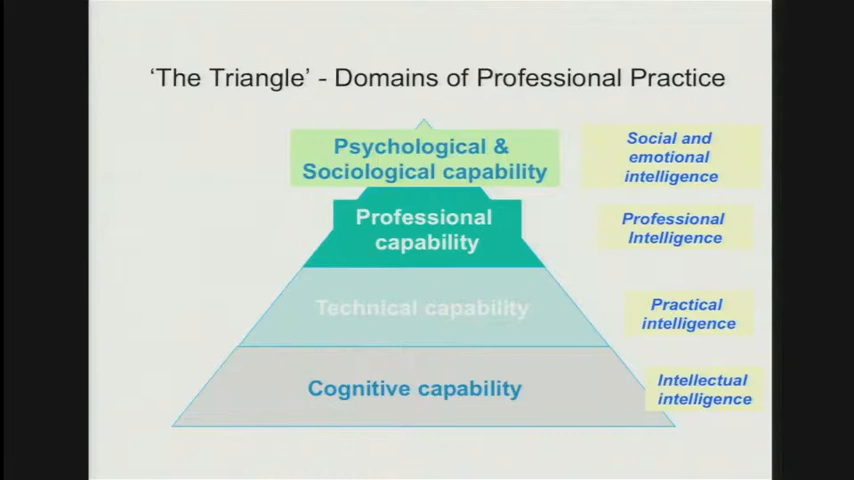 ‘The Triangle’ - Domains of Professional Practice
Psychological &
Sociological capability
Social and
emotional
intelligence
Professional
capability
Professional
Intelligence
Technical capability
Practical
intelligence
Cognitive capability
Intellectual
intelligence